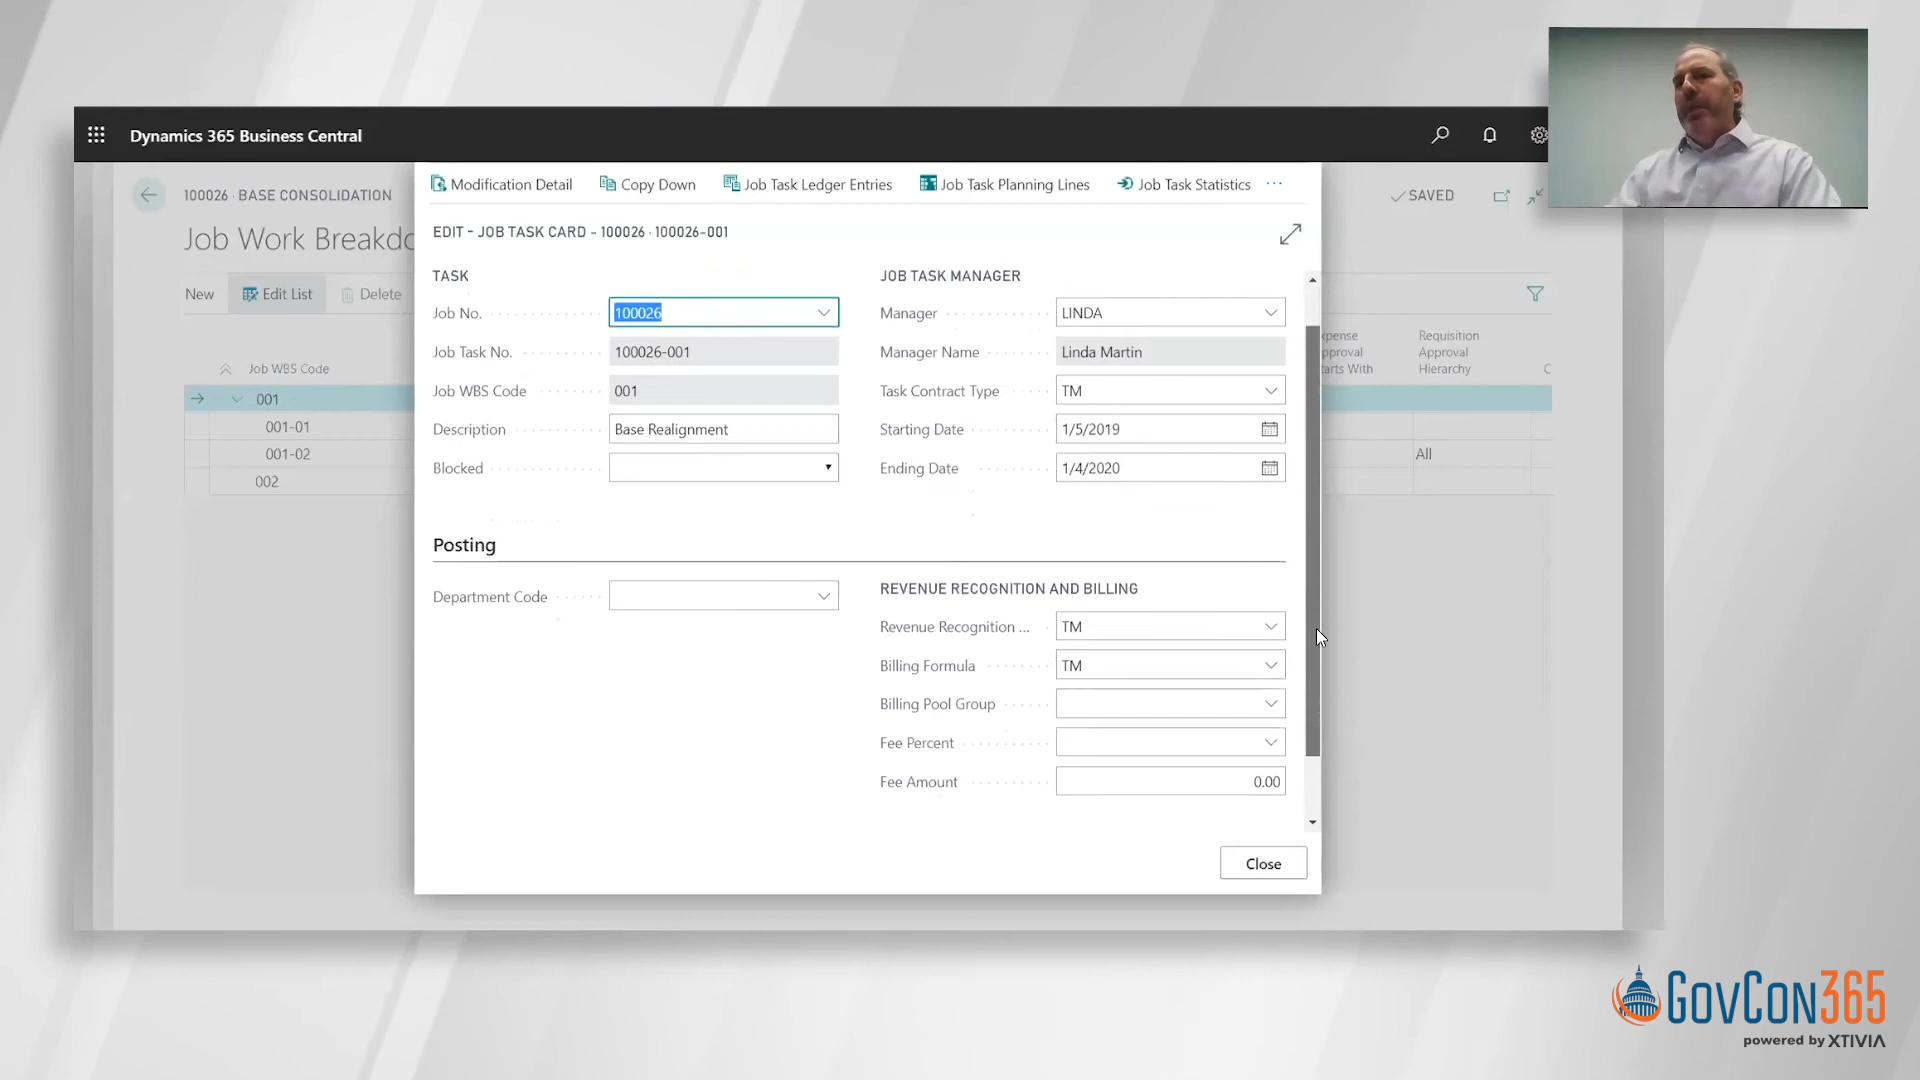 Dynamics 365 Business Central
100026 · BASE CONSOLIDATION
SAVED
Job Work Breakdo
New
Edit List
Delete
Job WBS Code
001
001-01
001-02
002
Approval
Hierarchy
Requisition
All
Modification Detail
Copy Down
Job Task Ledger Entries
Job Task Planning Lines
Job Task Statistics
EDIT - JOB TASK CARD - 100026 · 100026-001
TASK
Job No.
100026
Job Task No.
100026-001
Job WBS Code
001
Description
Base Realignment
Blocked
JOB TASK MANAGER
Manager
LINDA
Manager Name
Linda Martin
Task Contract Type
TM
Starting Date
1/5/2019
Ending Date
1/4/2020
Posting
Department Code
REVENUE RECOGNITION AND BILLING
Revenue Recognition ...
TM
Billing Formula
TM
Billing Pool Group
Fee Percent
Fee Amount
0.00
Close
GOVCON365
powered by XTIVIA